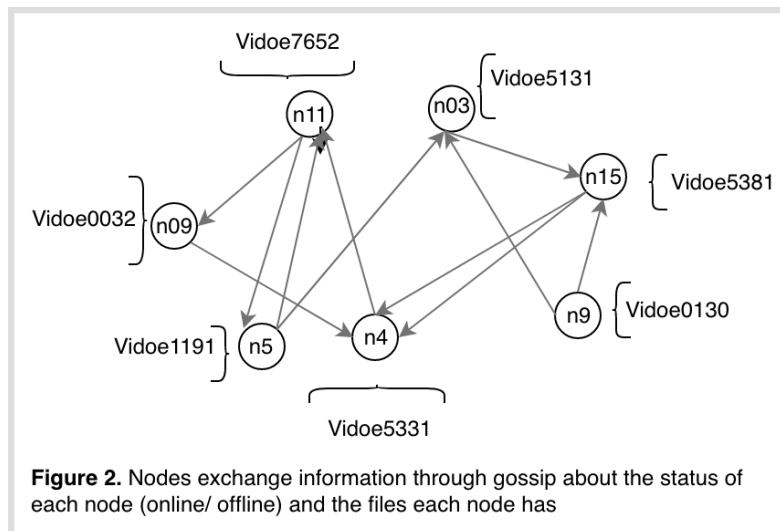 Vidoe7652
n11
n03
Vidoe5131
n15
Vidoe5381
Vidoe0032
n09
Vidoe1191
n5
n4
n9
Vidoe0130
Vidoe5331
Figure 2. Nodes exchange information through gossip about the status of
each node (online/ offline) and the files each node has